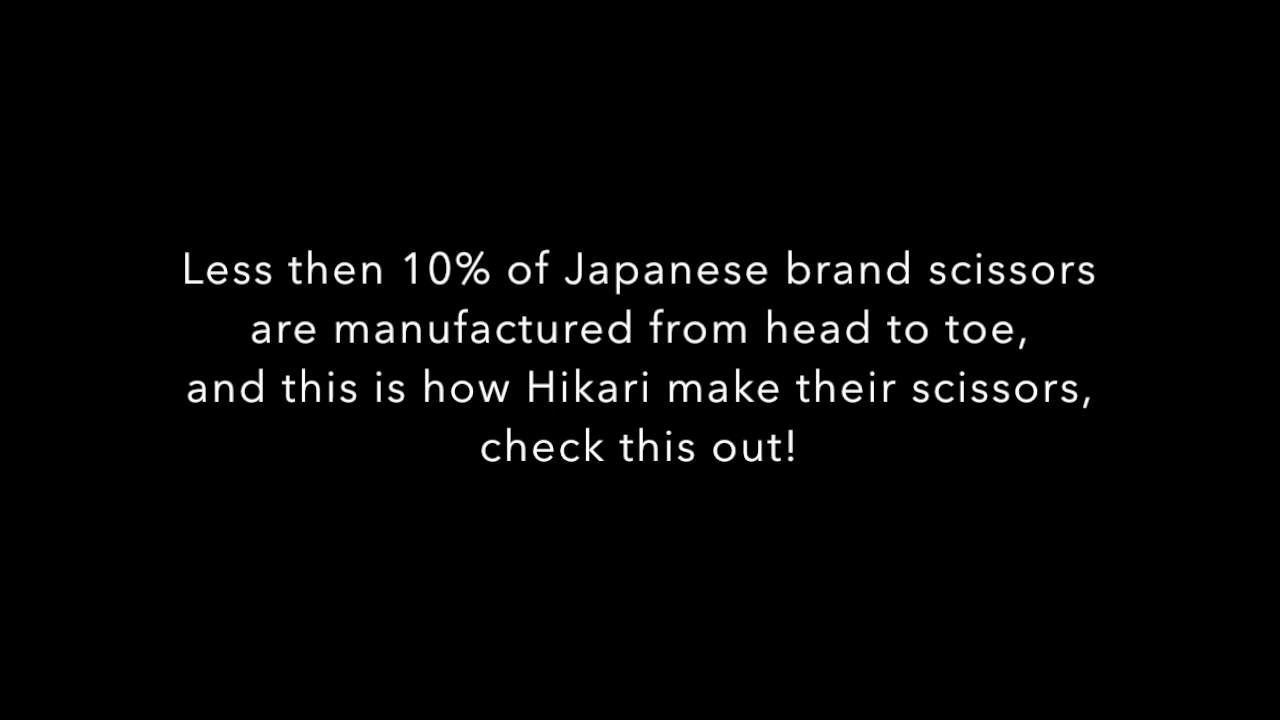 Less then 10% of Japanese brand scissors
are manufactured from head to toe,
and this is how Hikari make their scissors,
check this out!